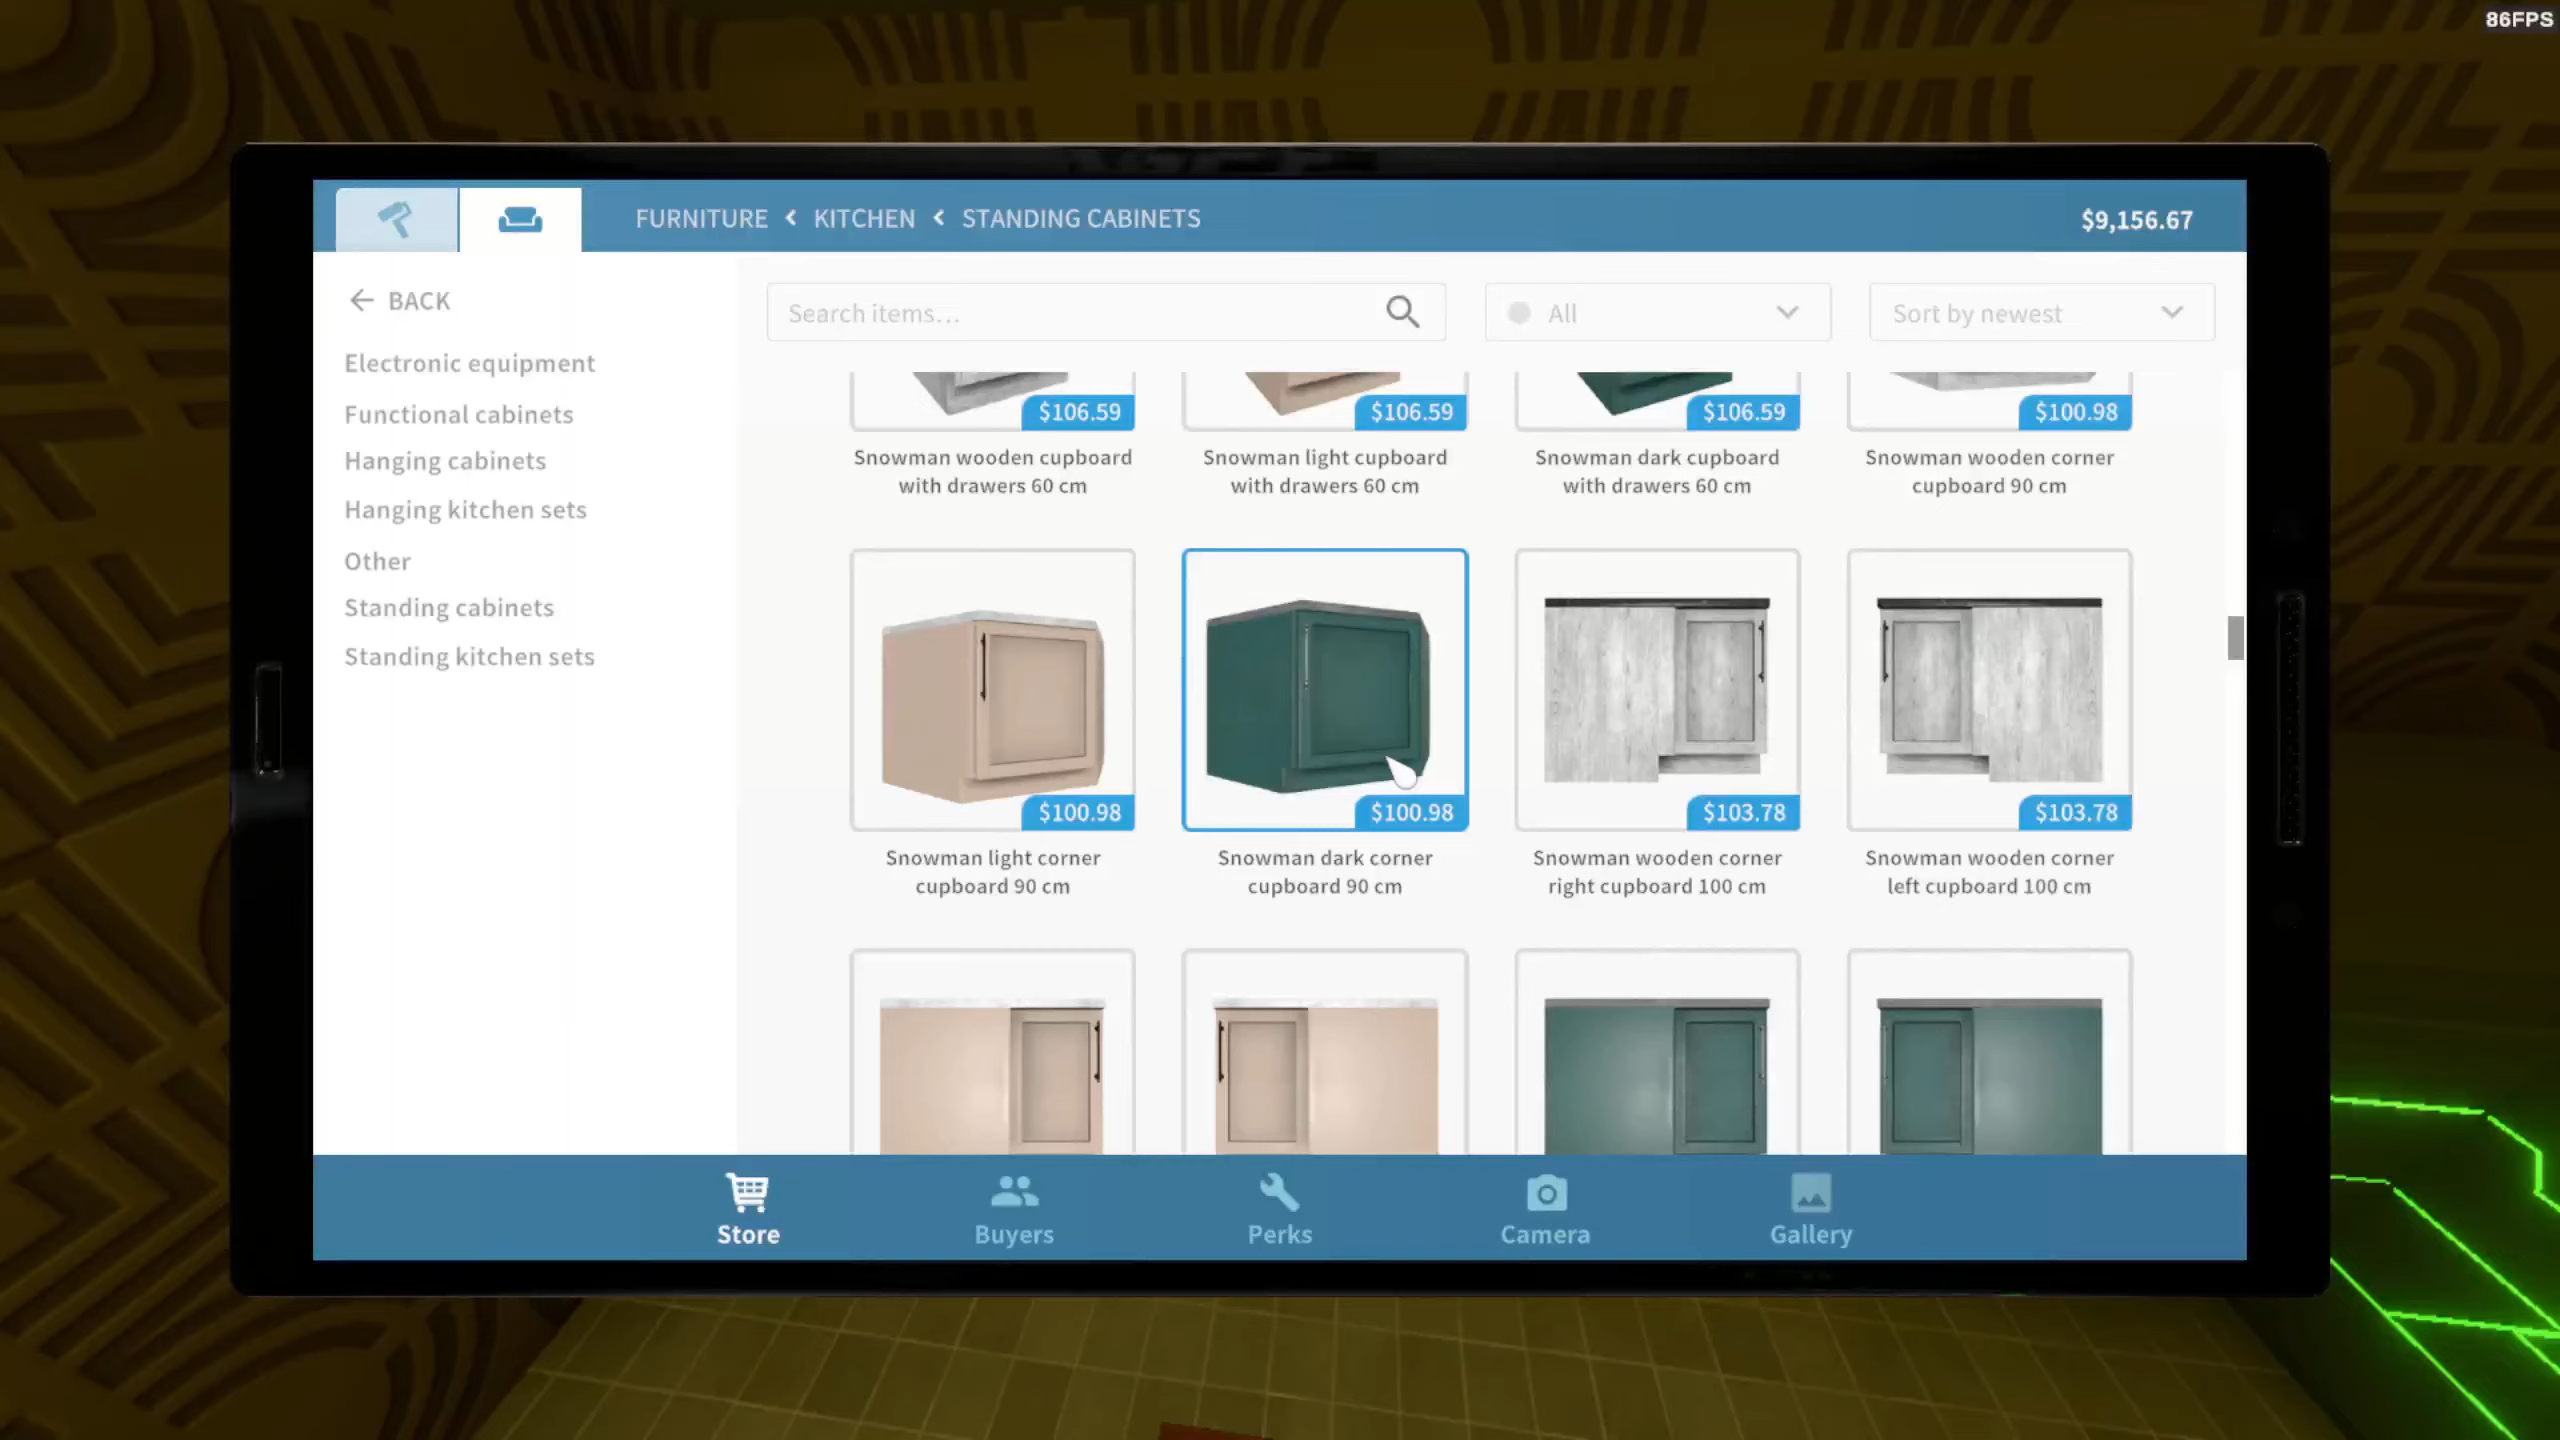 86FPS
FURNITURE < KITCHEN < STANDING CABINETS
$9,156.67
BACK
Search items...
All
Sort by newest
Electronic equipment
Functional cabinets
Hanging cabinets
Hanging kitchen sets
Other
Standing cabinets
Standing kitchen sets
$106.59
$106.59
$106.59
$100.98
Snowman wooden cupboard
with drawers 60 cm
Snowman light cupboard
with drawers 60 cm
Snowman dark cupboard
with drawers 60 cm
Snowman wooden corner
cupboard 90 cm
$100.98
$100.98
$103.78
$103.78
Snowman light corner
cupboard 90 cm
Snowman dark corner
cupboard 90 cm
Snowman wooden corner
right cupboard 100 cm
Snowman wooden corner
left cupboard 100 cm
Store
Buyers
Perks
Camera
Gallery